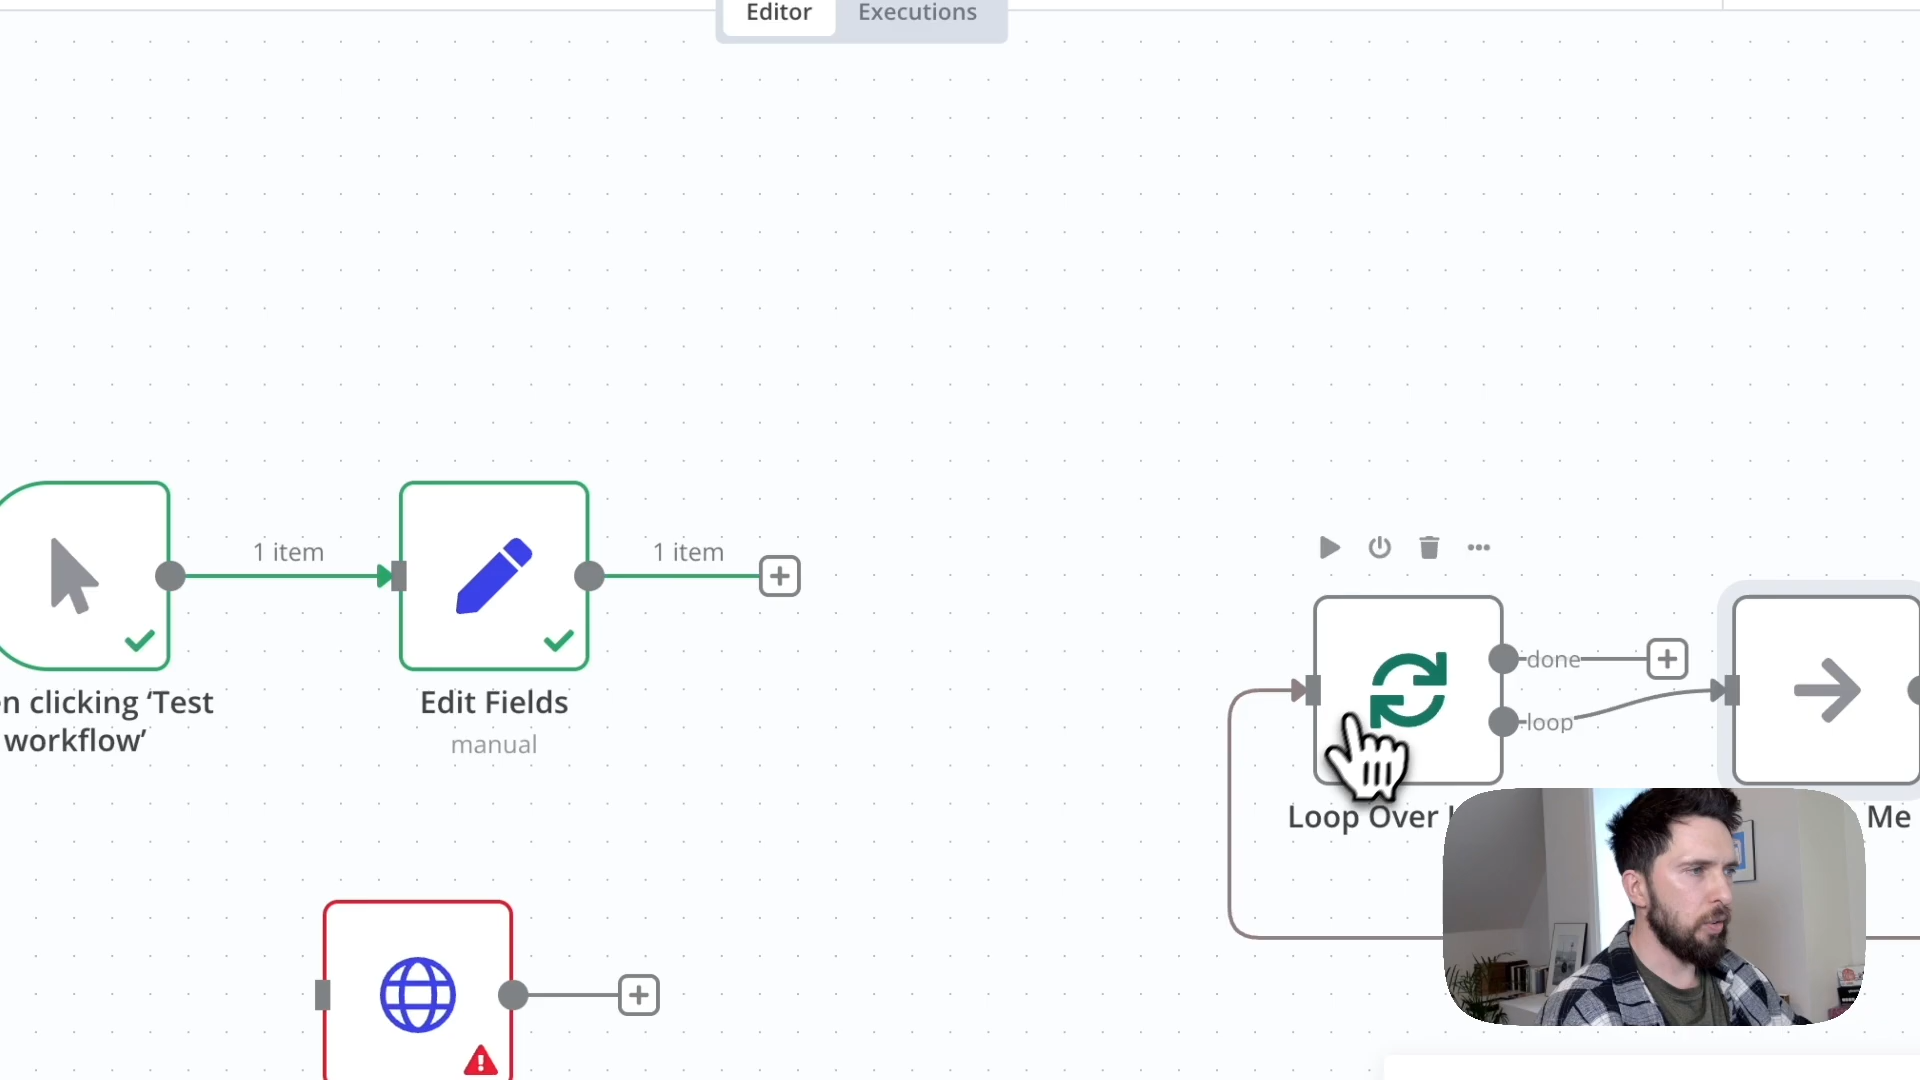 Editor
Executions
1 item
1 item
done
loop
n clicking ‘Test
workflow’
Edit Fields
manual
Loop Over
Me